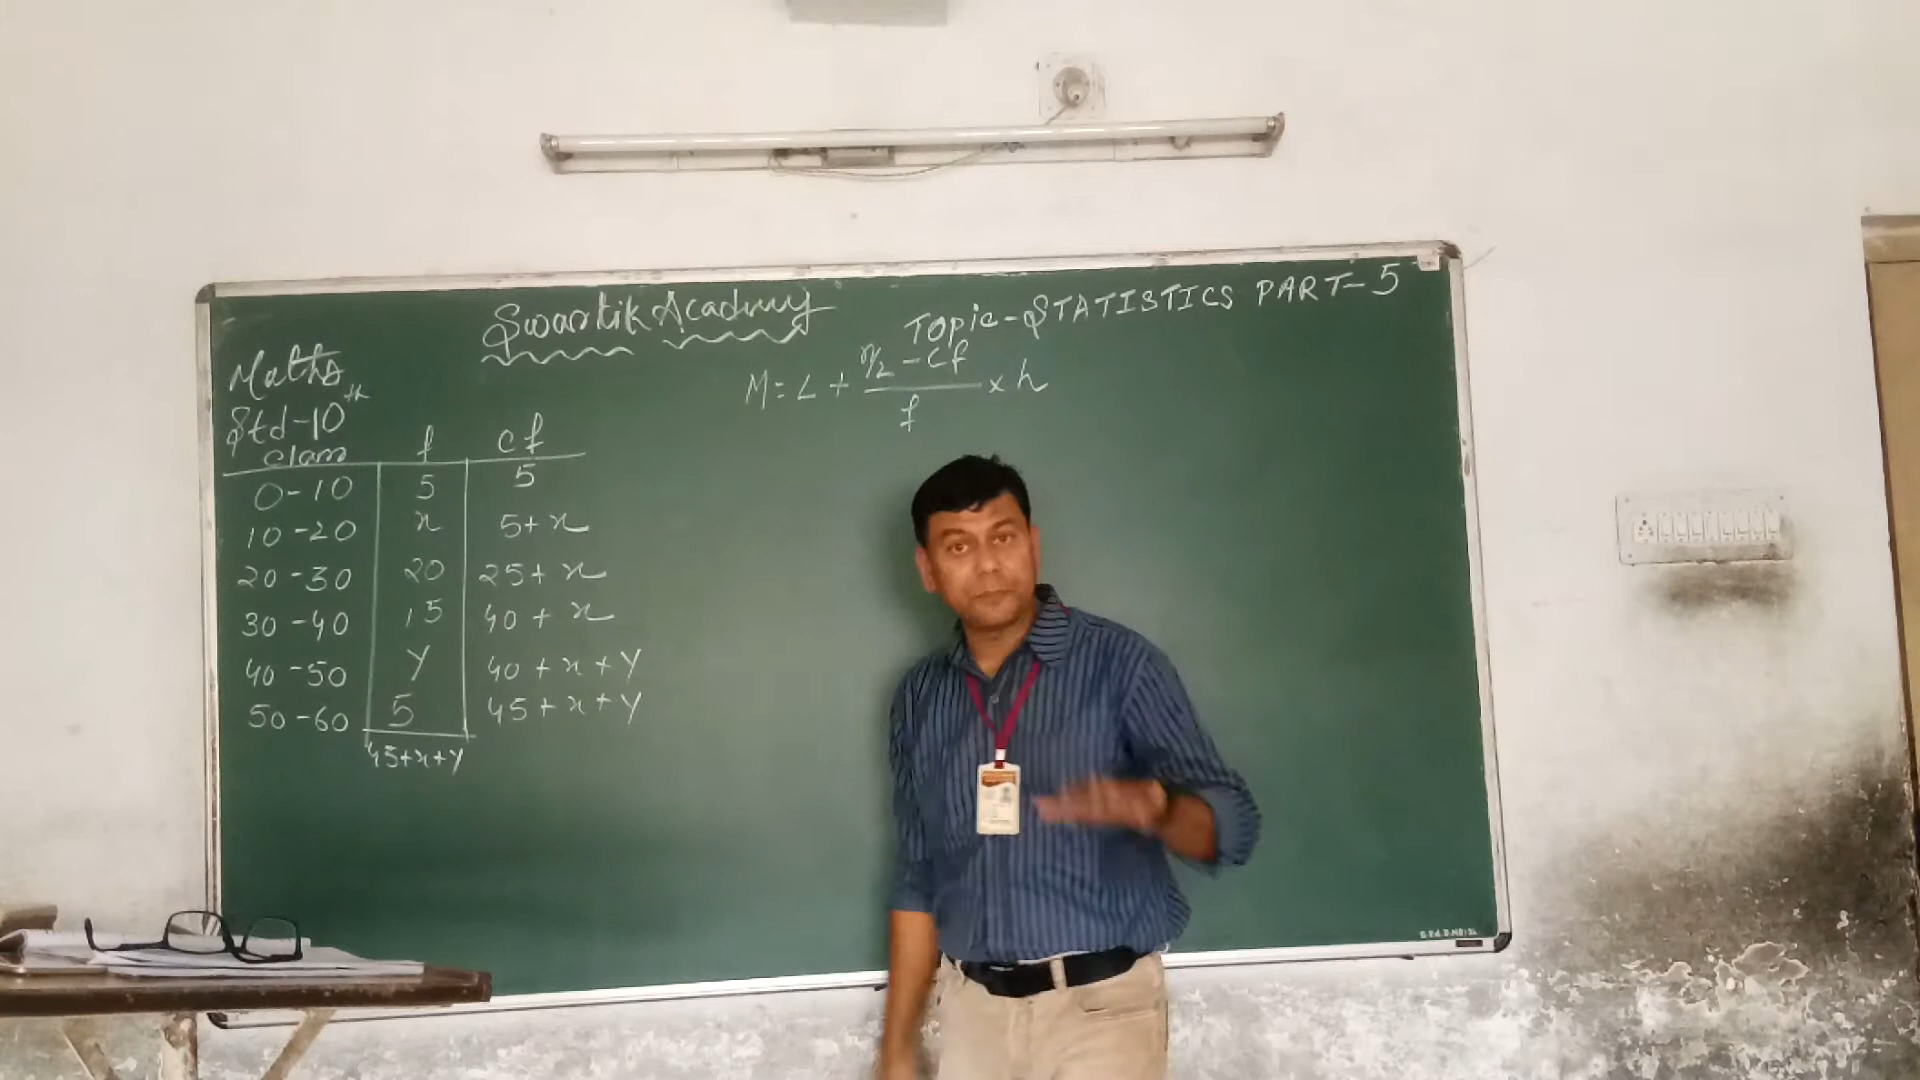 Swastik Academy
Topic-STATISTICS PART-5
Maths
Std-10th
M = L + n/2 - cf / f × h
class f cf
0-10 5 5
10-20 x 5+x
20-30 20 25+x
30-40 15 40+x
40-50 y 40+x+y
50-60 5 45+x+y
45+x+y